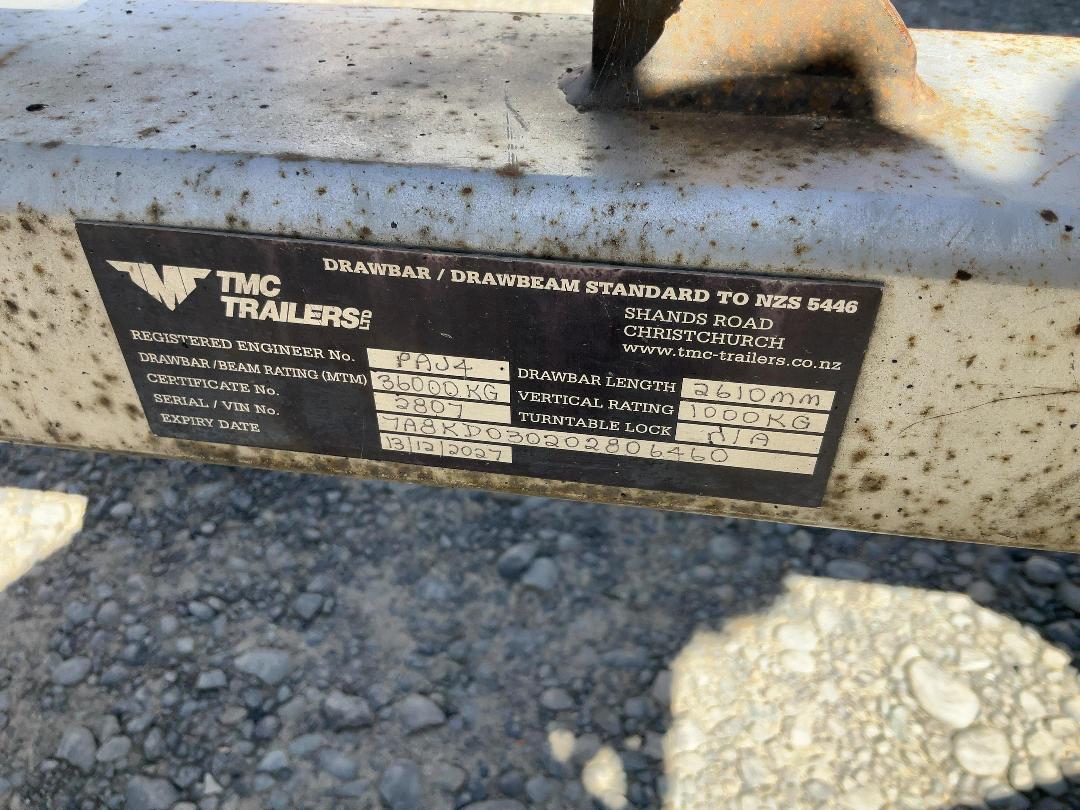 DRAWBAR / DRAWBEAM STANDARD TO NZS 5446
TMC
TRAILERS LTD
SHANDS ROAD
CHRISTCHURCH
www.tmc-trailers.co.nz
REGISTERED ENGINEER No. PAJ4
DRAWBAR/BEAM RATING (MTM) 36000KG
CERTIFICATE No. 2807
SERIAL / VIN No. 7A8KD030202806460
EXPIRY DATE 13/12/2027
DRAWBAR LENGTH 2610mm
VERTICAL RATING 1000KG
TURNTABLE LOCK N/A